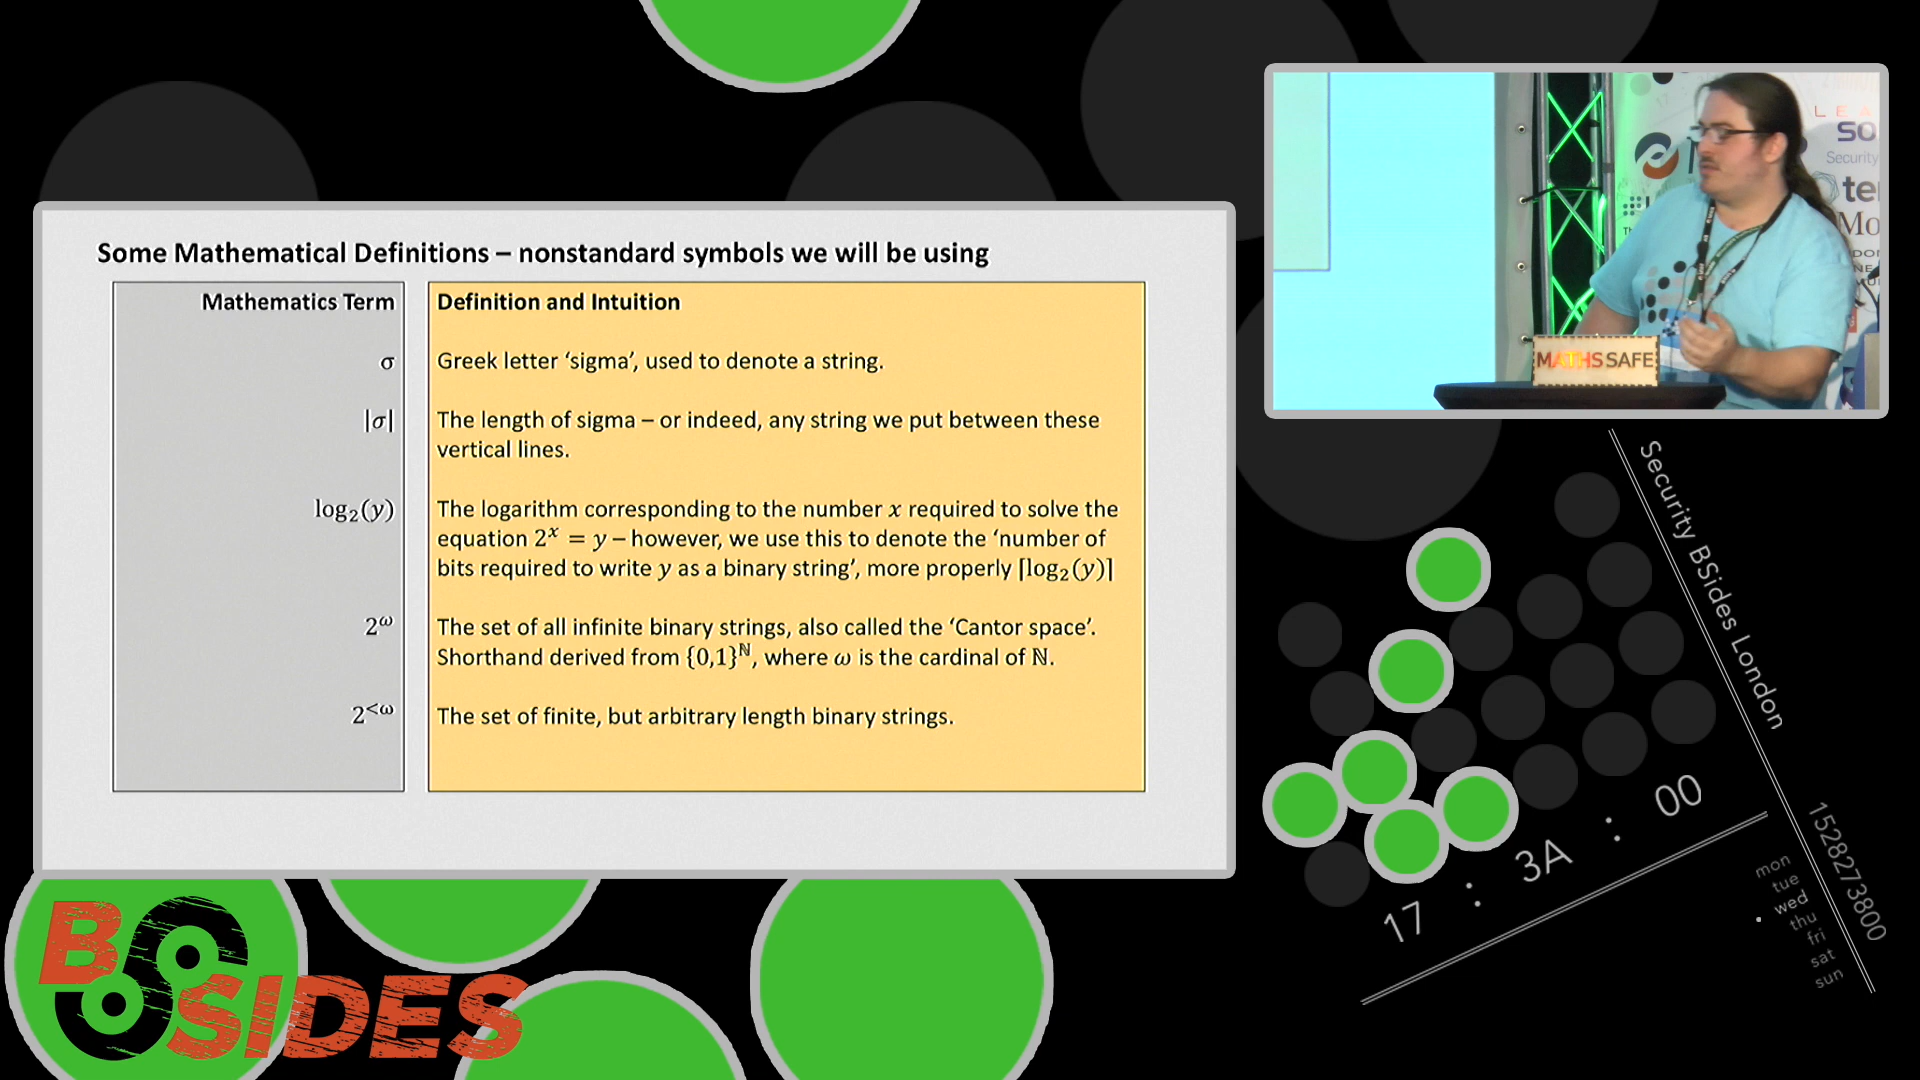 Some Mathematical Definitions – nonstandard symbols we will be using
Mathematics Term
Definition and Intuition
σ
Greek letter ‘sigma’, used to denote a string.
|σ|
The length of sigma – or indeed, any string we put between these
vertical lines.
log₂(y)
The logarithm corresponding to the number x required to solve the
equation 2ˣ = y – however, we use this to denote the ‘number of
bits required to write y as a binary string’, more properly ⌈log₂(y)⌉
2^ω
The set of all infinite binary strings, also called the ‘Cantor space’.
Shorthand derived from {0,1}^ℕ, where ω is the cardinal of ℕ.
2^<ω
The set of finite, but arbitrary length binary strings.
MATHS SAFE
SO
Security
te
Mo
Security BSides London
17 : 3A : 00
1528273800
mon
tue
wed
thu
fri
sat
sun
B
SIDES